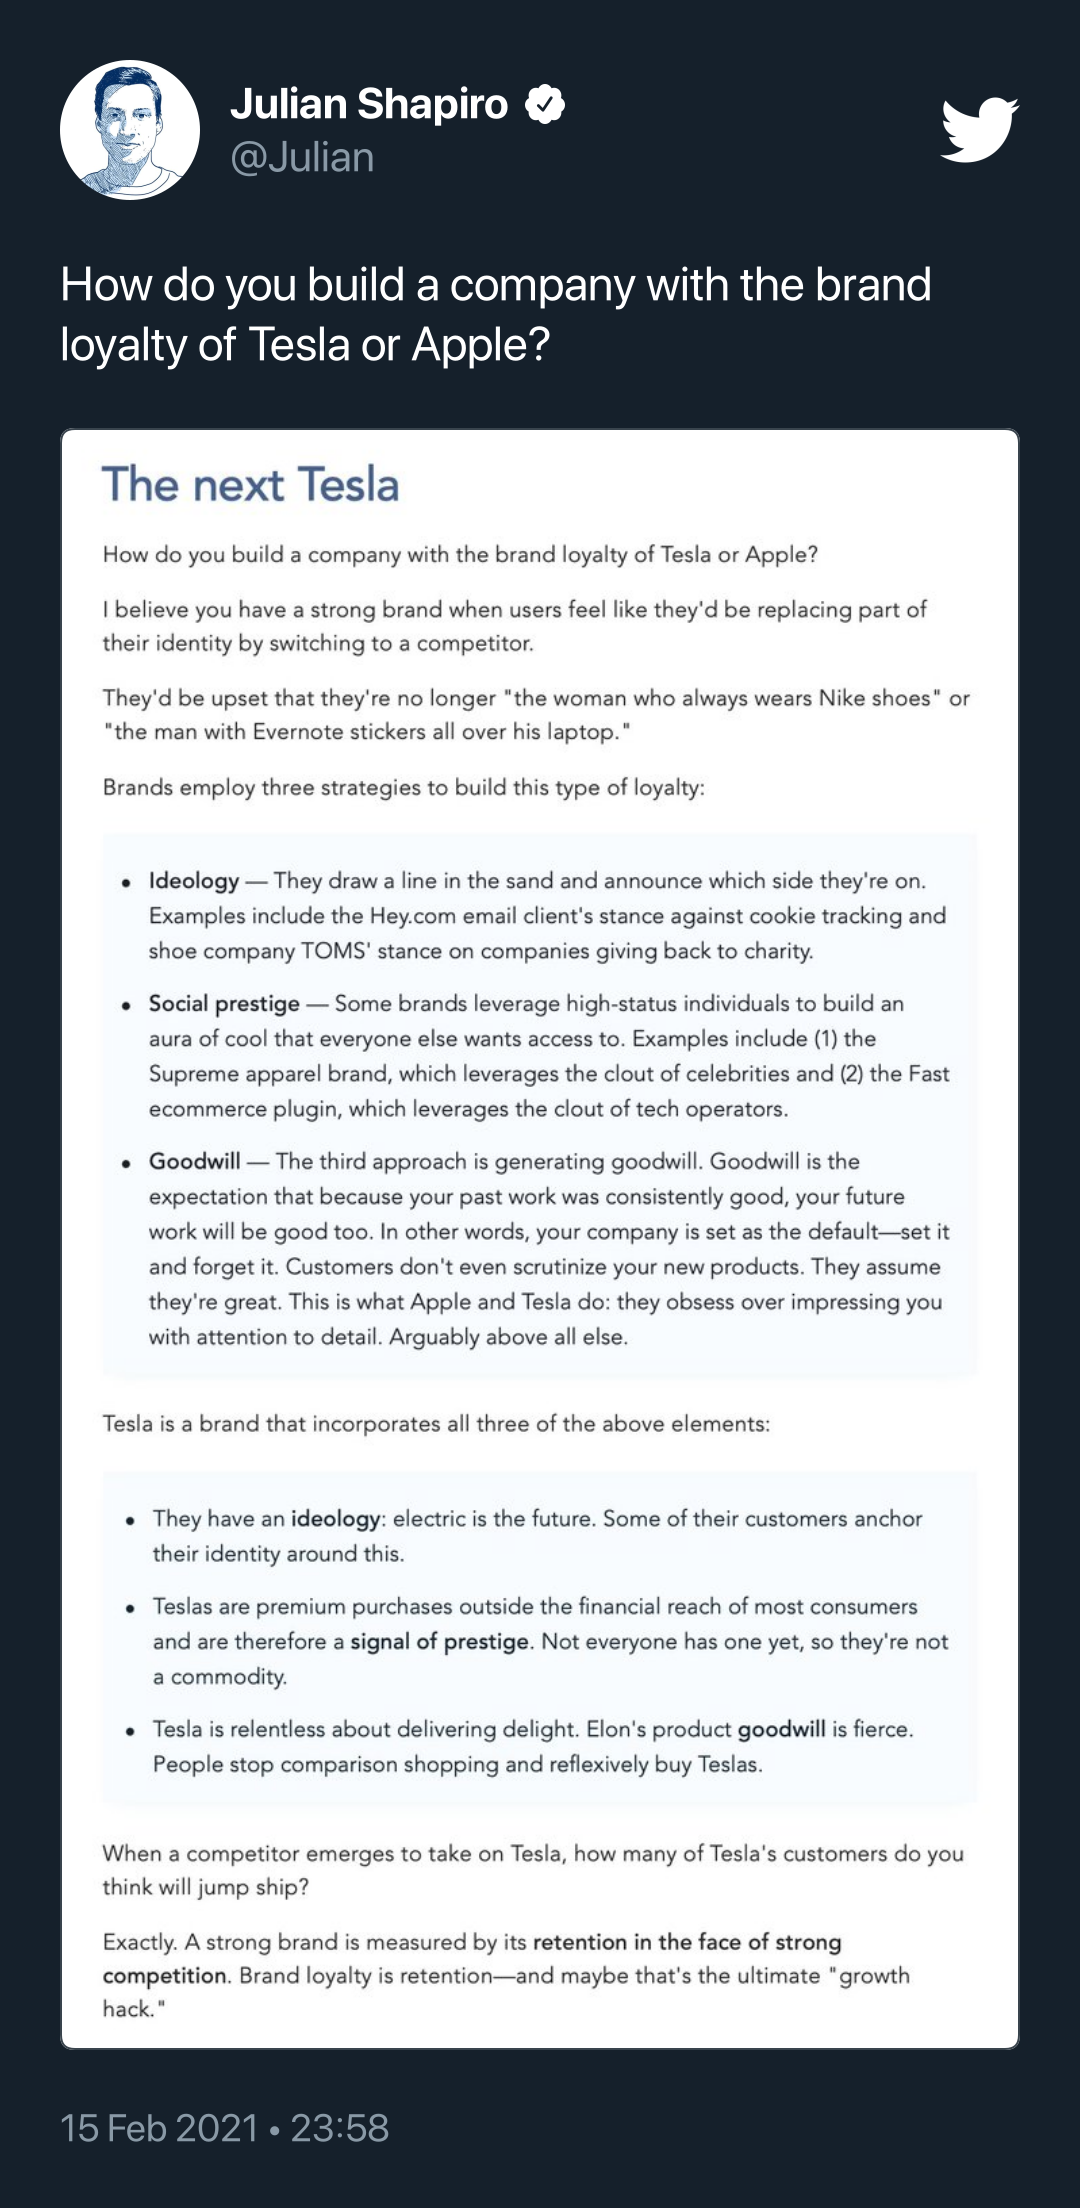 Julian Shapiro
@Julian
How do you build a company with the brand
loyalty of Tesla or Apple?
The next Tesla
How do you build a company with the brand loyalty of Tesla or Apple?
I believe you have a strong brand when users feel like they'd be replacing part of
their identity by switching to a competitor.
They'd be upset that they're no longer "the woman who always wears Nike shoes" or
"the man with Evernote stickers all over his laptop."
Brands employ three strategies to build this type of loyalty:
• Ideology — They draw a line in the sand and announce which side they're on.
Examples include the Hey.com email client's stance against cookie tracking and
shoe company TOMS' stance on companies giving back to charity.
• Social prestige — Some brands leverage high-status individuals to build an
aura of cool that everyone else wants access to. Examples include (1) the
Supreme apparel brand, which leverages the clout of celebrities and (2) the Fast
ecommerce plugin, which leverages the clout of tech operators.
• Goodwill — The third approach is generating goodwill. Goodwill is the
expectation that because your past work was consistently good, your future
work will be good too. In other words, your company is set as the default—set it
and forget it. Customers don't even scrutinize your new products. They assume
they're great. This is what Apple and Tesla do: they obsess over impressing you
with attention to detail. Arguably above all else.
Tesla is a brand that incorporates all three of the above elements:
• They have an ideology: electric is the future. Some of their customers anchor
their identity around this.
• Teslas are premium purchases outside the financial reach of most consumers
and are therefore a signal of prestige. Not everyone has one yet, so they're not
a commodity.
• Tesla is relentless about delivering delight. Elon's product goodwill is fierce.
People stop comparison shopping and reflexively buy Teslas.
When a competitor emerges to take on Tesla, how many of Tesla's customers do you
think will jump ship?
Exactly. A strong brand is measured by its retention in the face of strong
competition. Brand loyalty is retention—and maybe that's the ultimate "growth
hack."
15 Feb 2021 • 23:58